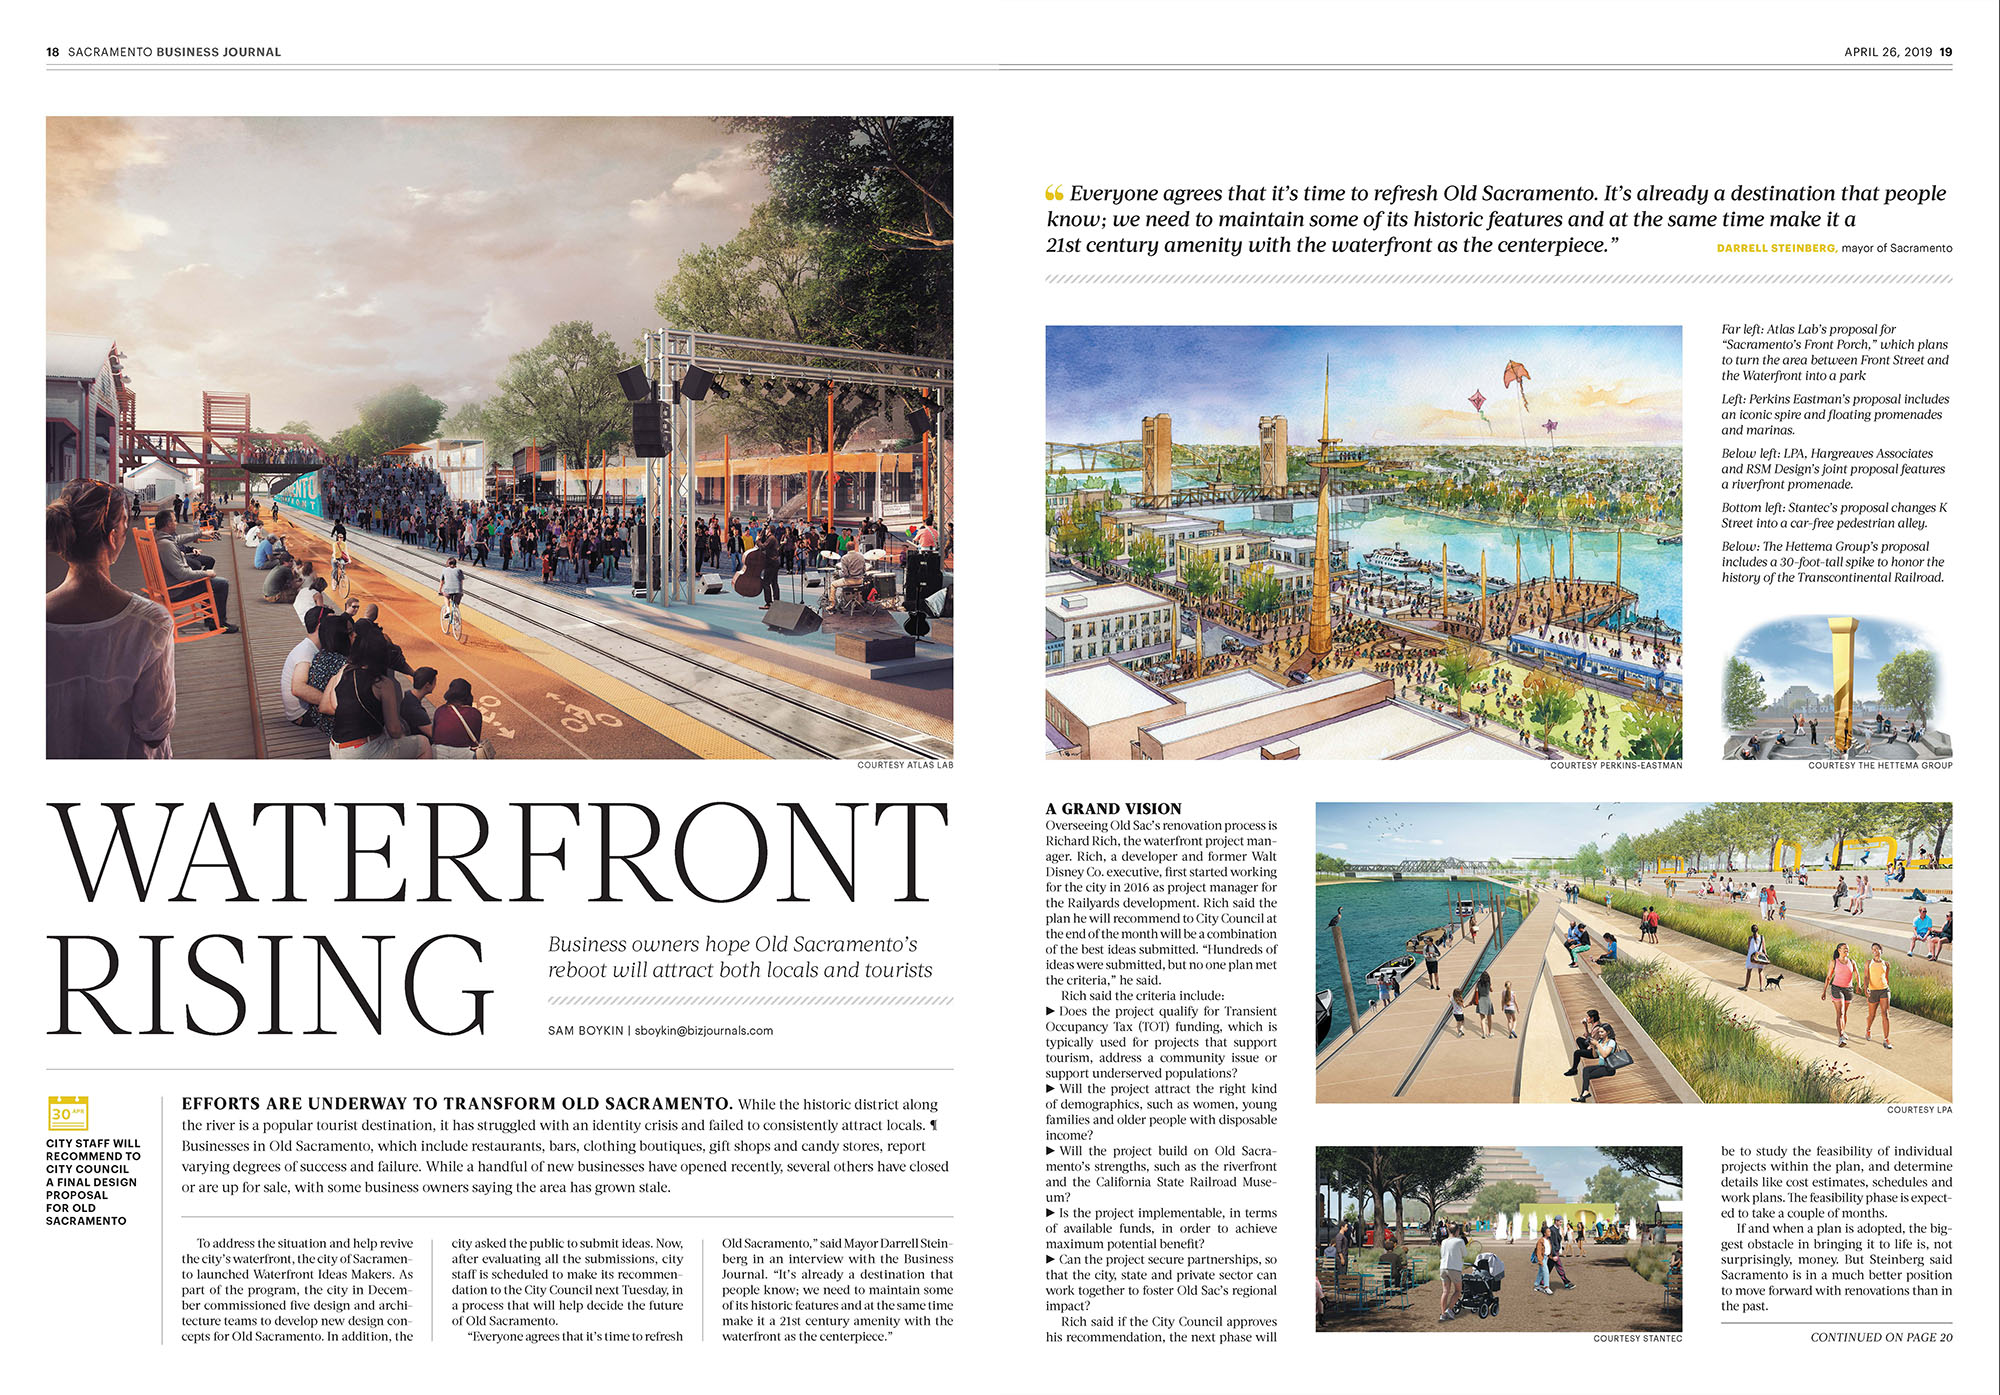 18 SACRAMENTO BUSINESS JOURNAL
COURTESY ATLAS LAB
WATERFRONT
RISING
Business owners hope Old Sacramento’s
reboot will attract both locals and tourists
SAM BOYKIN | sboykin@bizjournals.com
30 APR
CITY STAFF WILL
RECOMMEND TO
CITY COUNCIL
A FINAL DESIGN
PROPOSAL
FOR OLD
SACRAMENTO
EFFORTS ARE UNDERWAY TO TRANSFORM OLD SACRAMENTO. While the historic district along
the river is a popular tourist destination, it has struggled with an identity crisis and failed to consistently attract locals. ¶
Businesses in Old Sacramento, which include restaurants, bars, clothing boutiques, gift shops and candy stores, report
varying degrees of success and failure. While a handful of new businesses have opened recently, several others have closed
or are up for sale, with some business owners saying the area has grown stale.
To address the situation and help revive
the city’s waterfront, the city of Sacramen-
to launched Waterfront Ideas Makers. As
part of the program, the city in Decem-
ber commissioned five design and archi-
tecture teams to develop new design con-
cepts for Old Sacramento. In addition, the
city asked the public to submit ideas. Now,
after evaluating all the submissions, city
staff is scheduled to make its recommen-
dation to the City Council next Tuesday, in
a process that will help decide the future
of Old Sacramento.
“Everyone agrees that it’s time to refresh
Old Sacramento,” said Mayor Darrell Stein-
berg in an interview with the Business
Journal. “It’s already a destination that
people know; we need to maintain some
of its historic features and at the same time
make it a 21st century amenity with the
waterfront as the centerpiece.”
APRIL 26, 2019 19
“Everyone agrees that it’s time to refresh Old Sacramento. It’s already a destination that people
know; we need to maintain some of its historic features and at the same time make it a
21st century amenity with the waterfront as the centerpiece.”
DARRELL STEINBERG, mayor of Sacramento
COURTESY PERKINS-EASTMAN
Far left: Atlas Lab’s proposal for
“Sacramento’s Front Porch,” which plans
to turn the area between Front Street and
the Waterfront into a park
Left: Perkins Eastman’s proposal includes
an iconic spire and floating promenades
and marinas.
Below left: LPA, Hargreaves Associates
and RSM Design’s joint proposal features
a riverfront promenade.
Bottom left: Stantec’s proposal changes K
Street into a car-free pedestrian alley.
Below: The Hettema Group’s proposal
includes a 30-foot-tall spike to honor the
history of the Transcontinental Railroad.
COURTESY THE HETTEMA GROUP
A GRAND VISION
Overseeing Old Sac’s renovation process is
Richard Rich, the waterfront project man-
ager. Rich, a developer and former Walt
Disney Co. executive, first started working
for the city in 2016 as project manager for
the Railyards development. Rich said the
plan he will recommend to City Council at
the end of the month will be a combination
of the best ideas submitted. “Hundreds of
ideas were submitted, but no one plan met
the criteria,” he said.
Rich said the criteria include:
▶ Does the project qualify for Transient
Occupancy Tax (TOT) funding, which is
typically used for projects that support
tourism, address a community issue or
support underserved populations?
▶ Will the project attract the right kind
of demographics, such as women, young
families and older people with disposable
income?
▶ Will the project build on Old Sacra-
mento’s strengths, such as the riverfront
and the California State Railroad Muse-
um?
▶ Is the project implementable, in terms
of available funds, in order to achieve
maximum potential benefit?
▶ Can the project secure partnerships, so
that the city, state and private sector can
work together to foster Old Sac’s regional
impact?
Rich said if the City Council approves
his recommendation, the next phase will
COURTESY LPA
COURTESY STANTEC
be to study the feasibility of individual
projects within the plan, and determine
details like cost estimates, schedules and
work plans. The feasibility phase is expect-
ed to take a couple of months.
If and when a plan is adopted, the big-
gest obstacle in bringing it to life is, not
surprisingly, money. But Steinberg said
Sacramento is in a much better position
to move forward with renovations than in
the past.
CONTINUED ON PAGE 20